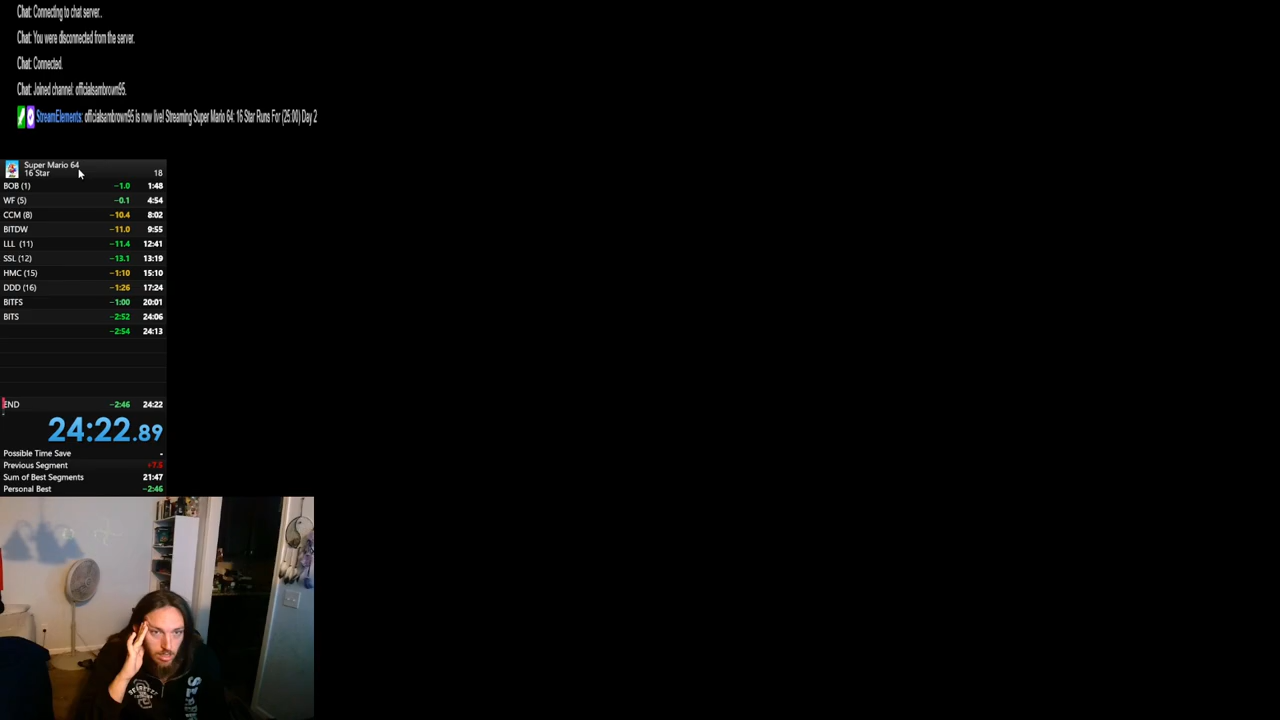 Chat: Connecting to chat server..
Chat: You were disconnected from the server.
Chat: Connected.
Chat: Joined channel: officialsambrown95.
StreamElements: officialsambrown95 is now live! Streaming Super Mario 64: 16 Star Runs For (25:00) Day 2
Super Mario 64
16 Star 18
BOB (1) −1.0 1:48
WF (5) −0.1 4:54
CCM (8) −10.4 8:02
BITDW −11.0 9:55
LLL (11) −11.4 12:41
SSL (12) −13.1 13:19
HMC (15) −1:10 15:10
DDD (16) −1:26 17:24
BITFS −1:00 20:01
BITS −2:52 24:06
−2:54 24:13
END −2:46 24:22
24:22.89
Possible Time Save -
Previous Segment +7.5
Sum of Best Segments 21:47
Personal Best −2:46